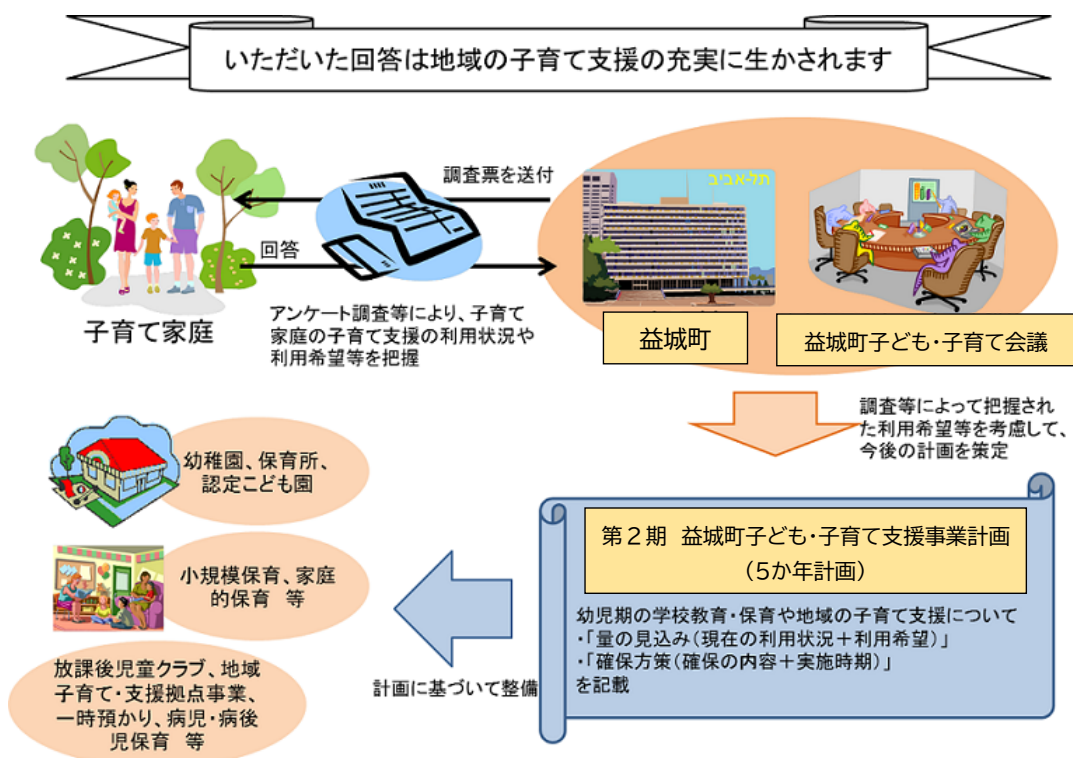 いただいた回答は地域の子育て支援の充実に生かされます
調査票を送付
回答
子育て家庭
アンケート調査等により、子育て
家庭の子育て支援の利用状況や
利用希望等を把握
תל-אביב
益城町
益城町子ども・子育て会議
調査等によって把握され
た利用希望等を考慮して、
今後の計画を策定
幼稚園、保育所、
認定こども園
小規模保育、家庭
的保育 等
放課後児童クラブ、地域
子育て・支援拠点事業、
一時預かり、病児・病後
児保育 等
計画に基づいて整備
第2期 益城町子ども・子育て支援事業計画
（5か年計画）
幼児期の学校教育・保育や地域の子育て支援について
・「量の見込み（現在の利用状況＋利用希望）」
・「確保方策（確保の内容＋実施時期）」
を記載